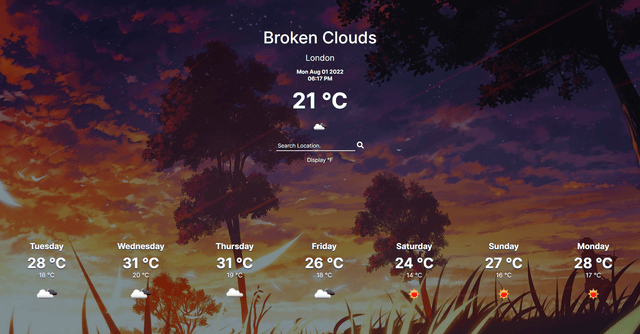 Broken Clouds
London
Mon Aug 01 2022
06:17 PM
21 °C
Search Location.
Display °F
Tuesday Wednesday Thursday Friday Saturday Sunday Monday
28 °C 31 °C 31 °C 26 °C 24 °C 27 °C 28 °C
18 °C 20 °C 19 °C 18 °C 14 °C 16 °C 17 °C